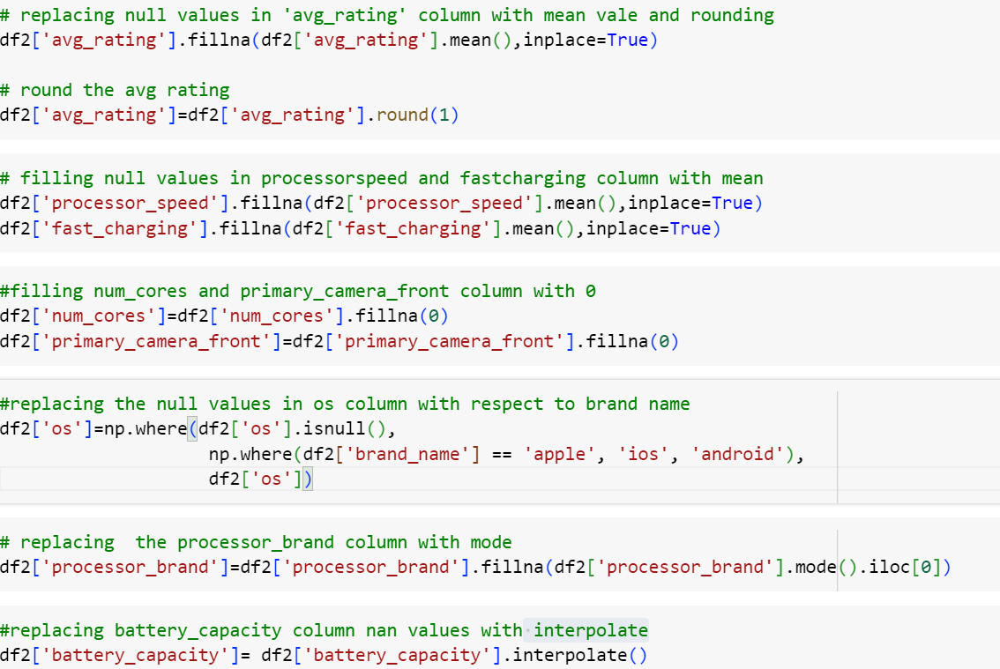 # replacing null values in 'avg_rating' column with mean vale and rounding
df2['avg_rating'].fillna(df2['avg_rating'].mean(),inplace=True)
# round the avg rating
df2['avg_rating']=df2['avg_rating'].round(1)
# filling null values in processorspeed and fastcharging column with mean
df2['processor_speed'].fillna(df2['processor_speed'].mean(),inplace=True)
df2['fast_charging'].fillna(df2['fast_charging'].mean(),inplace=True)
#filling num_cores and primary_camera_front column with 0
df2['num_cores']=df2['num_cores'].fillna(0)
df2['primary_camera_front']=df2['primary_camera_front'].fillna(0)
#replacing the null values in os column with respect to brand name
df2['os']=np.where(df2['os'].isnull(),
np.where(df2['brand_name'] == 'apple', 'ios', 'android'),
df2['os'])
# replacing  the processor_brand column with mode
df2['processor_brand']=df2['processor_brand'].fillna(df2['processor_brand'].mode().iloc[0])
#replacing battery_capacity column nan values with interpolate
df2['battery_capacity']= df2['battery_capacity'].interpolate()